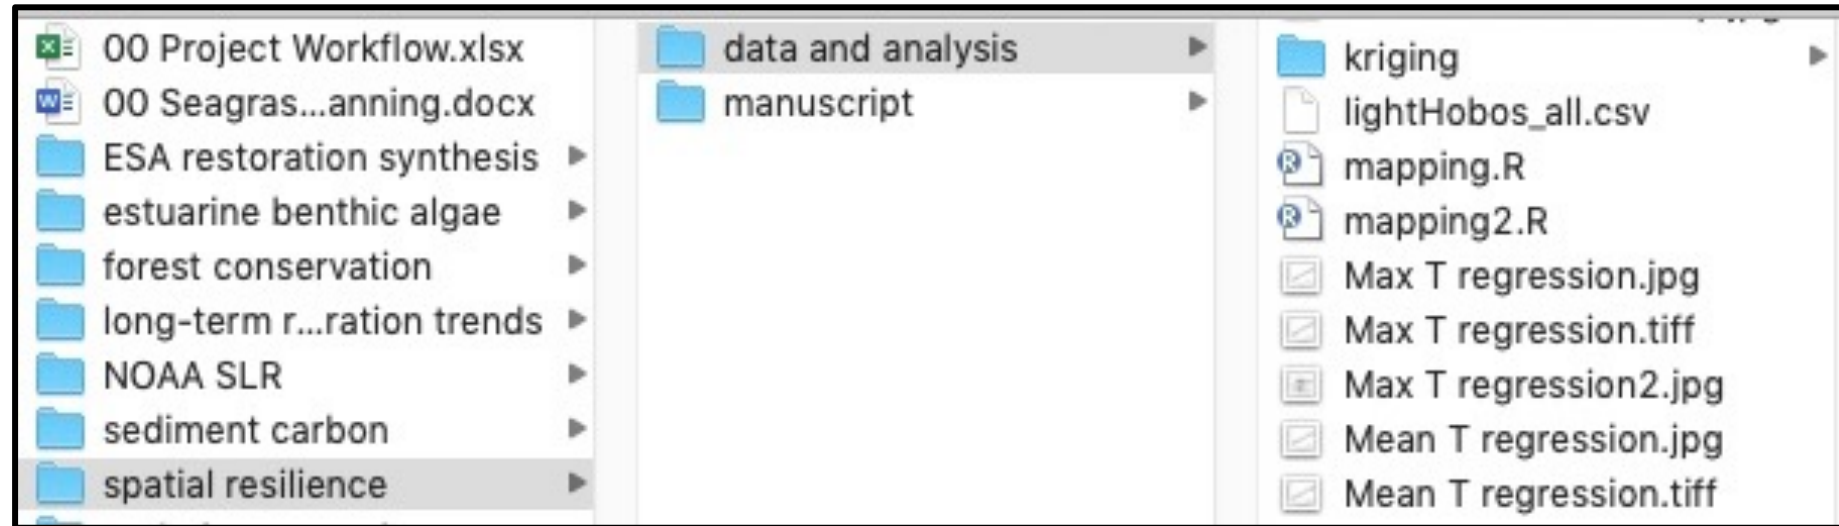 00 Project Workflow.xlsx
00 Seagras...anning.docx
ESA restoration synthesis
estuarine benthic algae
forest conservation
long-term r...ration trends
NOAA SLR
sediment carbon
spatial resilience
data and analysis
manuscript
kriging
lightHobos_all.csv
mapping.R
mapping2.R
Max T regression.jpg
Max T regression.tiff
Max T regression2.jpg
Mean T regression.jpg
Mean T regression.tiff